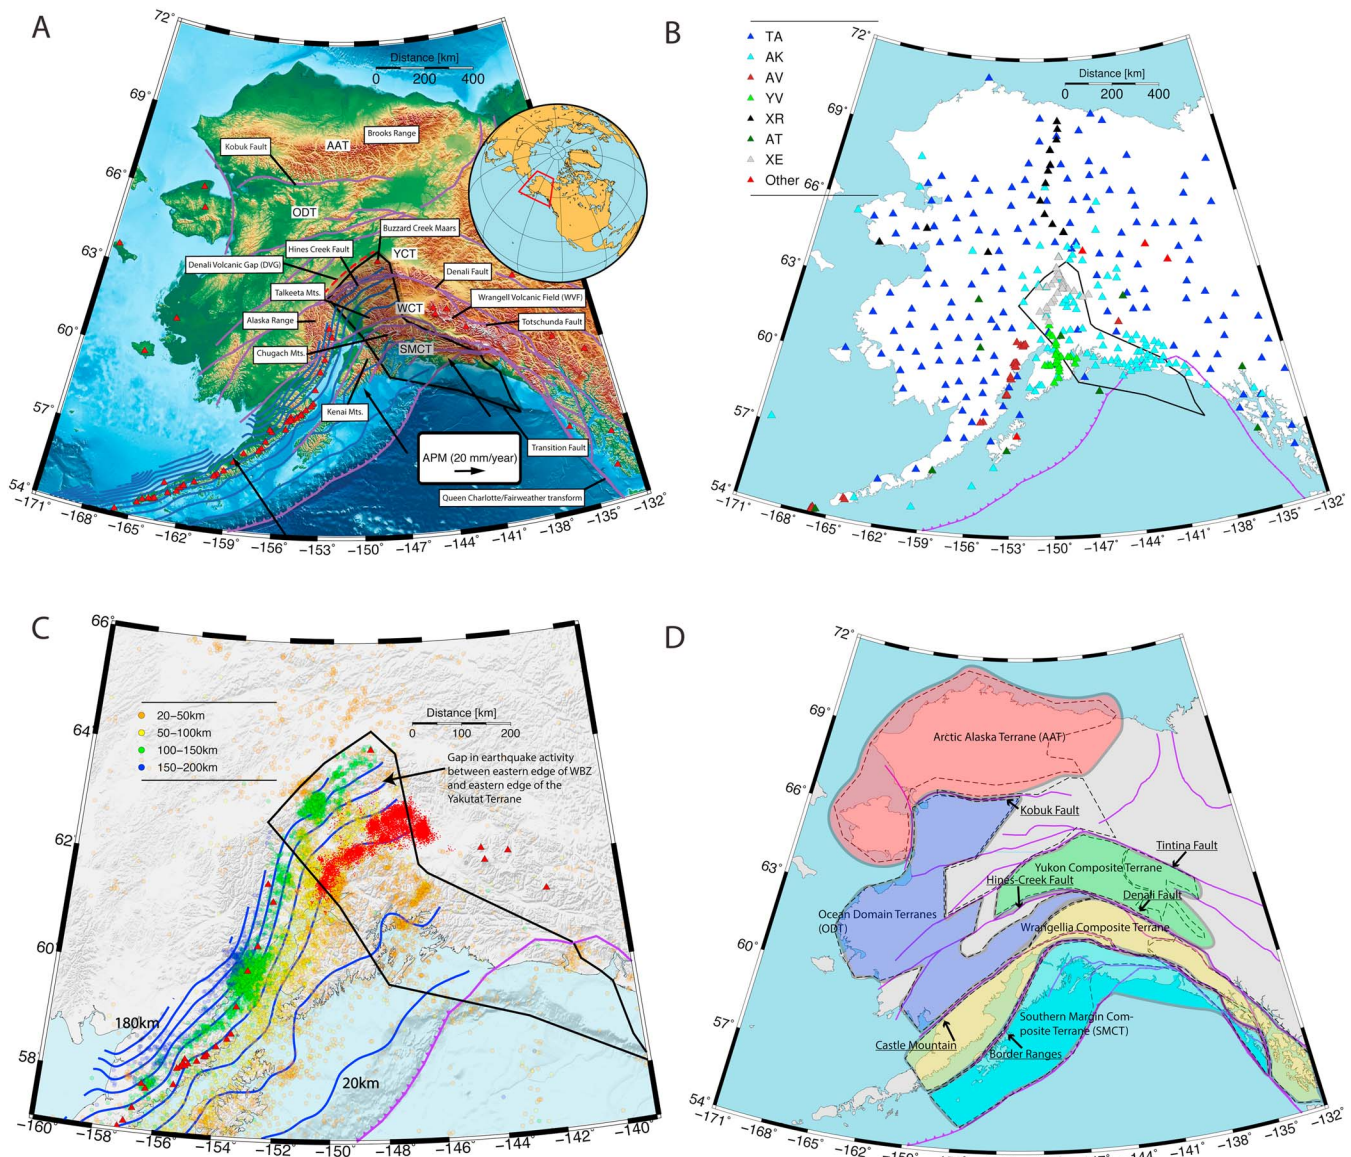 A
72°
69°
66°
63°
60°
57°
54°
Distance [km]
0 200 400
Brooks Range
AAT
Kobuk Fault
ODT
Buzzard Creek Maars
Hines Creek Fault
YCT
Denali Volcanic Gap (DVG)
Denali Fault
Talkeeta Mts.
Wrangell Volcanic Field (WVF)
WCT
Alaska Range
Totschunda Fault
Chugach Mts.
SMCT
Kenai Mts.
Transition Fault
APM (20 mm/year)
Queen Charlotte/Fairweather transform
−171 −168 −165 −162 −159 −156 −153 −150 −147 −144 −141 −138 −135 −132
B
TA
AK
AV
YV
XR
AT
XE
Other
72°
69°
66°
63°
60°
57°
54°
Distance [km]
0 200 400
−171 −168 −165 −162 −159 −156 −153 −150 −147 −144 −141 −138 −135 −132
C
66°
64°
62°
60°
58°
20−50km
50−100km
100−150km
150−200km
Distance [km]
0 100 200
Gap in earthquake activity
between eastern edge of WBZ
and eastern edge of the
Yakutat Terrane
180km
20km
−160 −158 −156 −154 −152 −150 −148 −146 −144 −142 −140
D
72°
69°
66°
63°
60°
57°
54°
Arctic Alaska Terrane (AAT)
Kobuk Fault
Tintina Fault
Yukon Composite Terrane
Hines-Creek Fault
Denali Fault
Ocean Domain Terranes
(ODT)
Wrangellia Composite Terrane
Southern Margin Com-
posite Terrane (SMCT)
Castle Mountain
Border Ranges
−171 −168 −165 −162 −141 −138 −135 −132